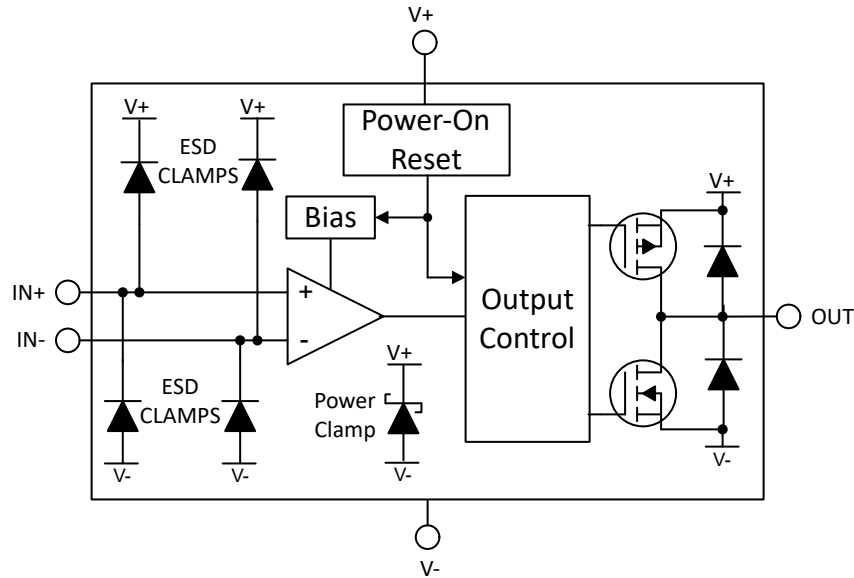 V+
V+
V+
ESD
CLAMPS
Power-On
Reset
V+
Bias
IN+
+
Output
Control
OUT
IN-
-
V+
ESD
CLAMPS
Power
Clamp
V-
V-
V-
V-
V-